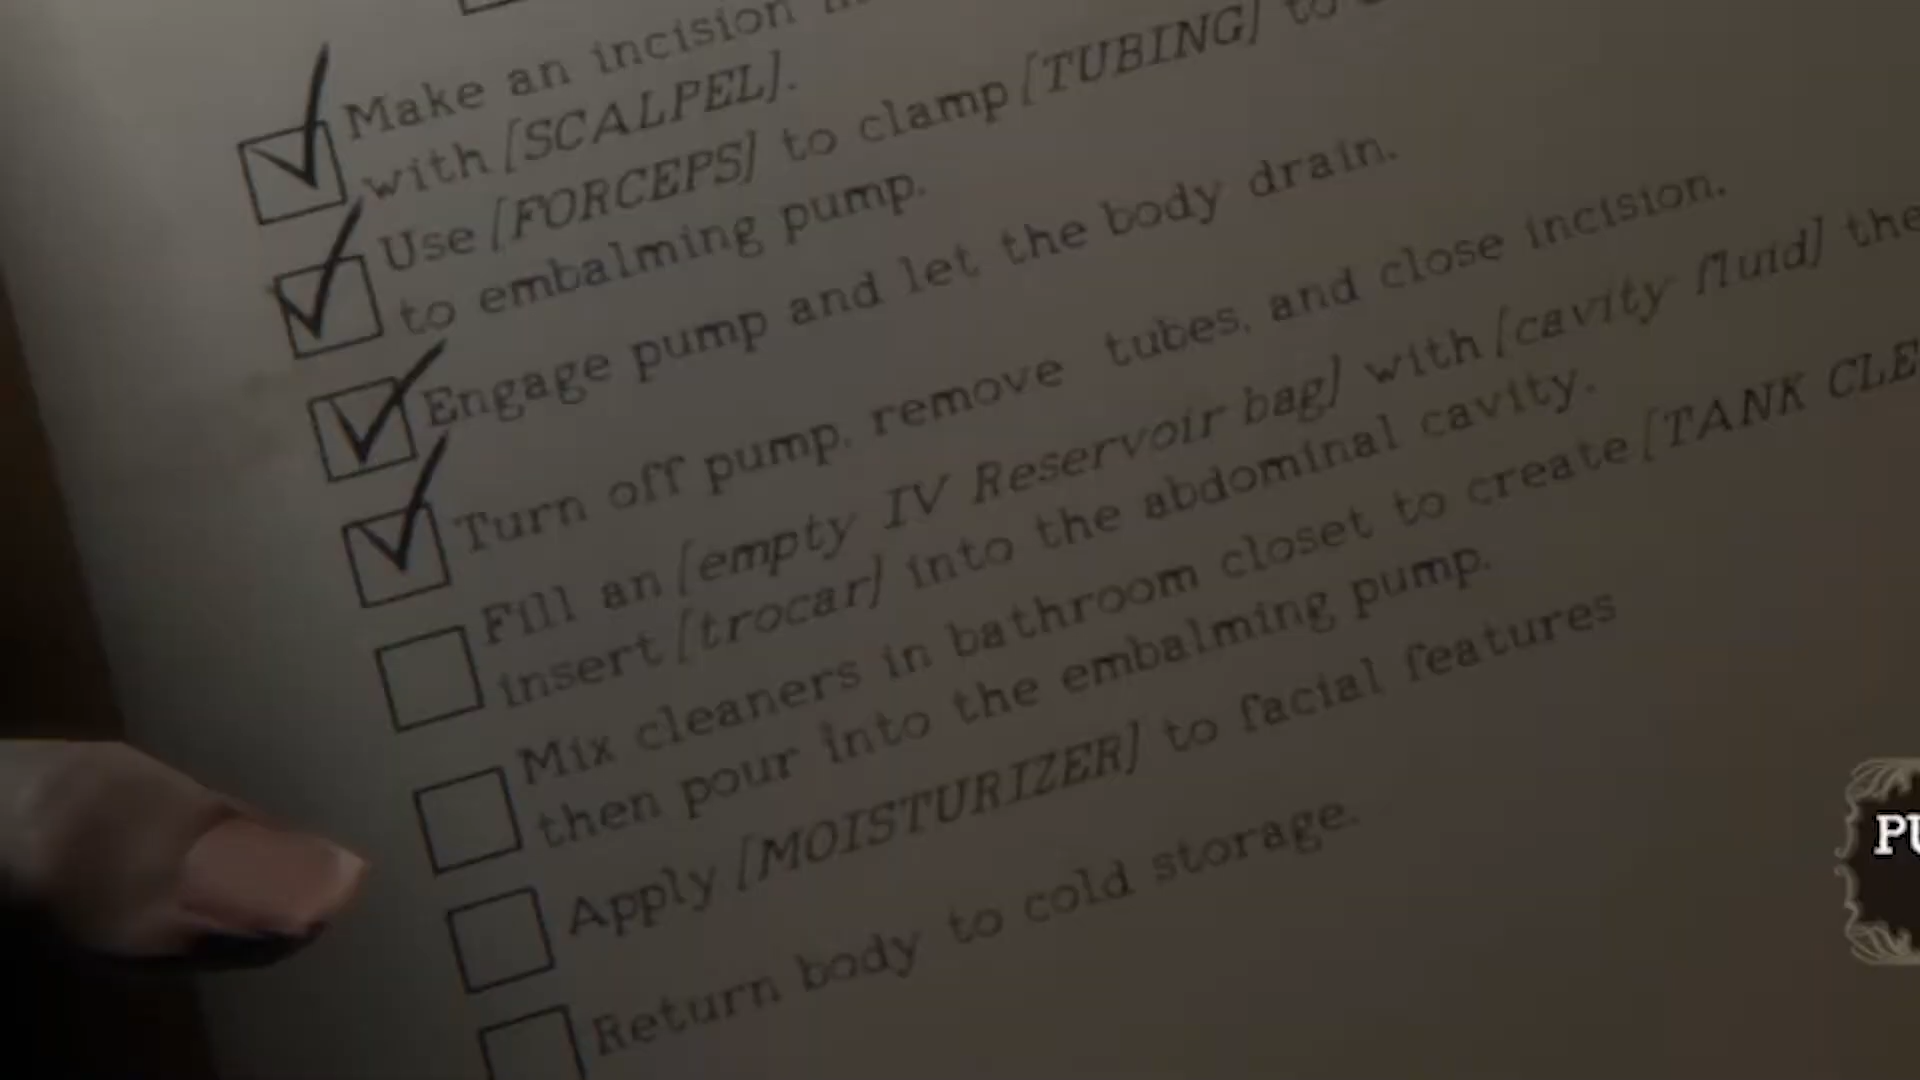 Make an incision
with [SCALPEL].
Use [FORCEPS] to clamp [TUBING] to
to embalming pump.
Engage pump and let the body drain.
Turn off pump, remove tubes, and close incision.
Fill an [empty IV Reservoir bag] with [cavity fluid] the
insert [trocar] into the abdominal cavity.
Mix cleaners in bathroom closet to create [TANK CLE
then pour into the embalming pump.
Apply [MOISTURIZER] to facial features
Return body to cold storage.
PU